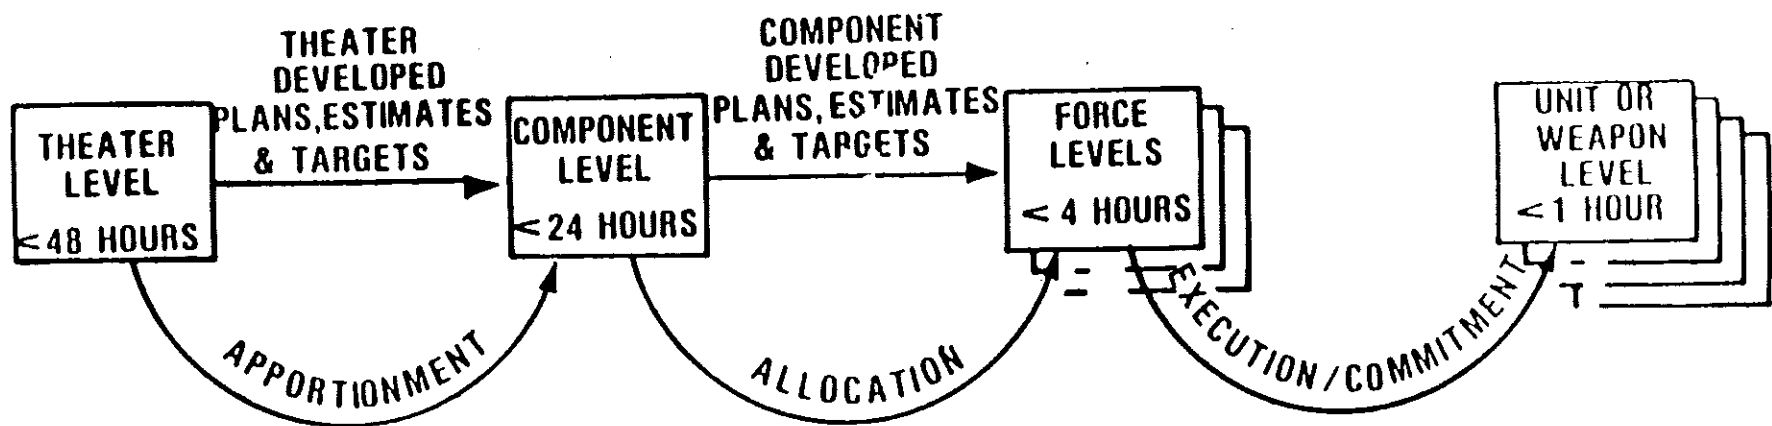 THEATER
DEVELOPED
PLANS, ESTIMATES
& TARGETS
COMPONENT
DEVELOPED
PLANS, ESTIMATES
& TARGETS
THEATER
LEVEL
< 48 HOURS
COMPONENT
LEVEL
< 24 HOURS
FORCE
LEVELS
< 4 HOURS
UNIT OR
WEAPON
LEVEL
< 1 HOUR
APPORTIONMENT
ALLOCATION
EXECUTION/COMMITMENT